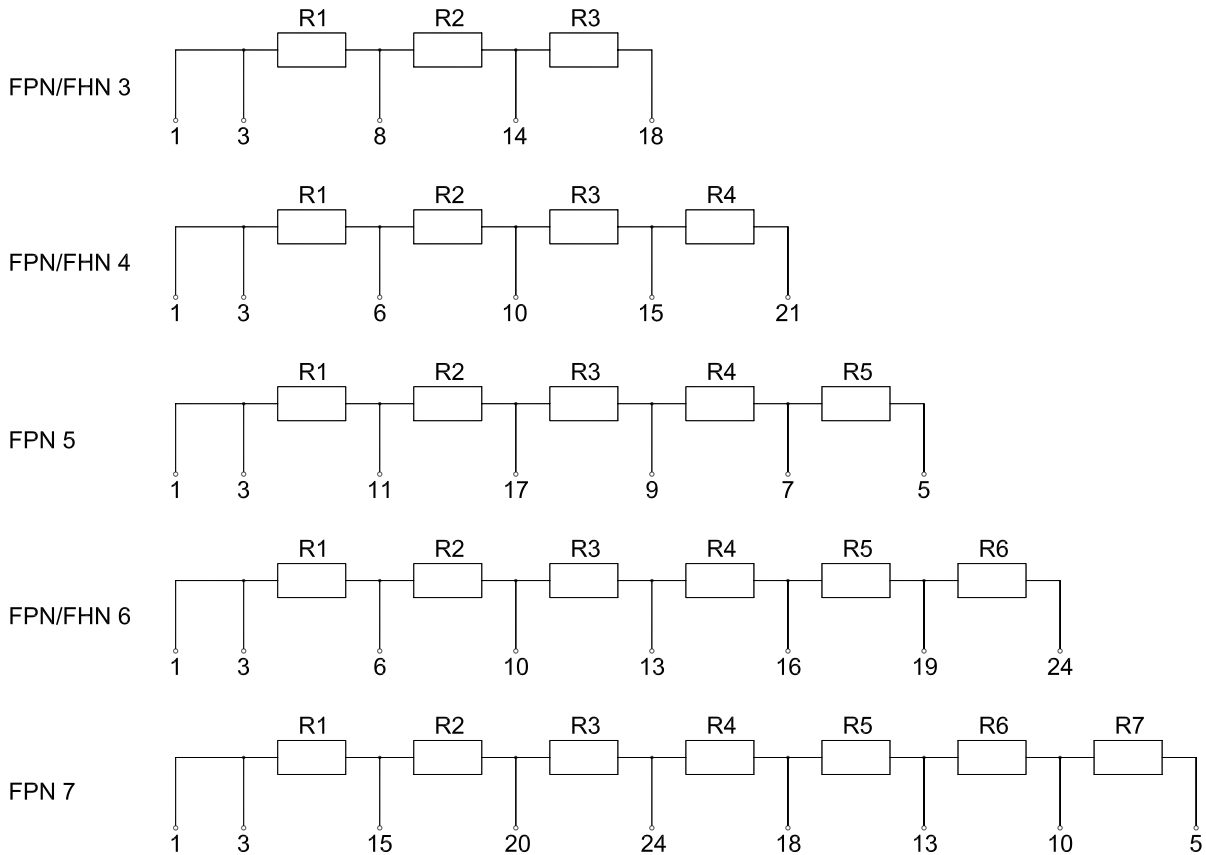 R1 R2 R3
FPN/FHN 3
1 3 8 14 18
R1 R2 R3 R4
FPN/FHN 4
1 3 6 10 15 21
R1 R2 R3 R4 R5
FPN 5
1 3 11 17 9 7 5
R1 R2 R3 R4 R5 R6
FPN/FHN 6
1 3 6 10 13 16 19 24
R1 R2 R3 R4 R5 R6 R7
FPN 7
1 3 15 20 24 18 13 10 5